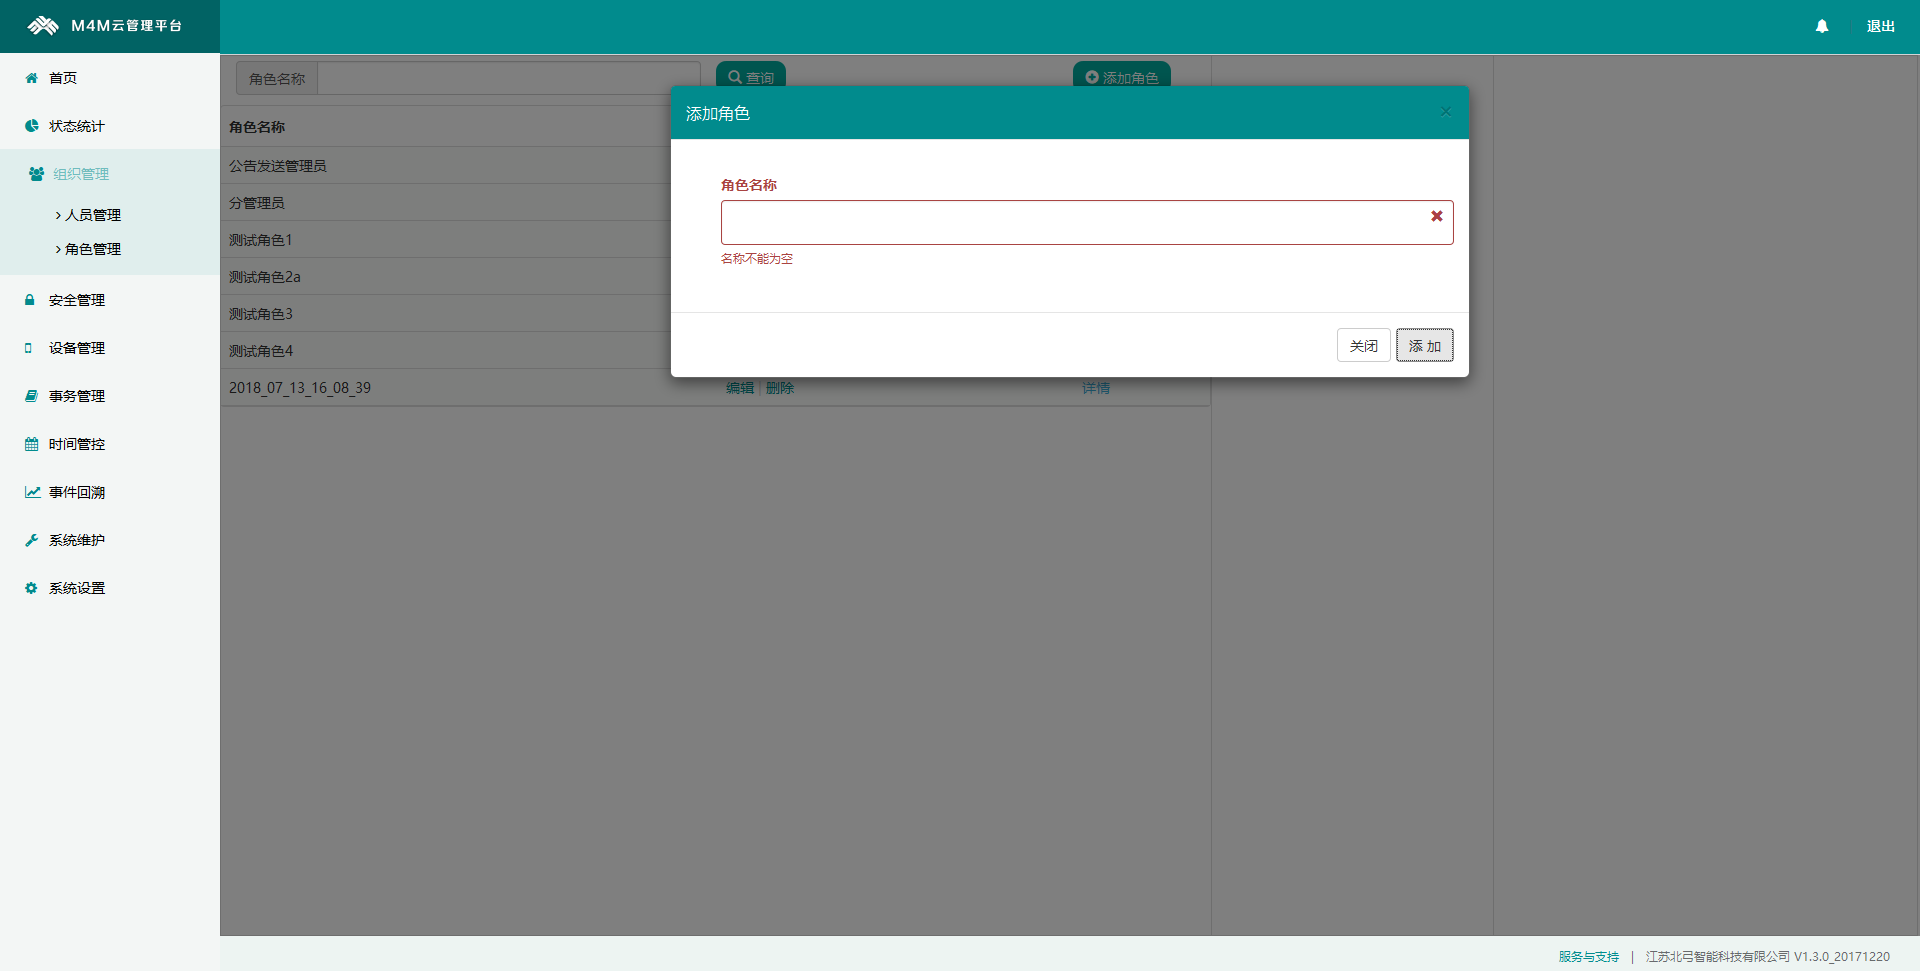 M4M云管理平台
退出
首页
状态统计
组织管理
人员管理
角色管理
安全管理
设备管理
事务管理
时间管控
事件回溯
系统维护
系统设置
角色名称
查询
添加角色
角色名称
公告发送管理员
分管理员
测试角色1
测试角色2a
测试角色3
测试角色4
2018_07_13_16_08_39 编辑 | 删除 详情
添加角色
角色名称
名称不能为空
关闭 添 加
服务与支持 | 江苏北弓智能科技有限公司 V1.3.0_20171220